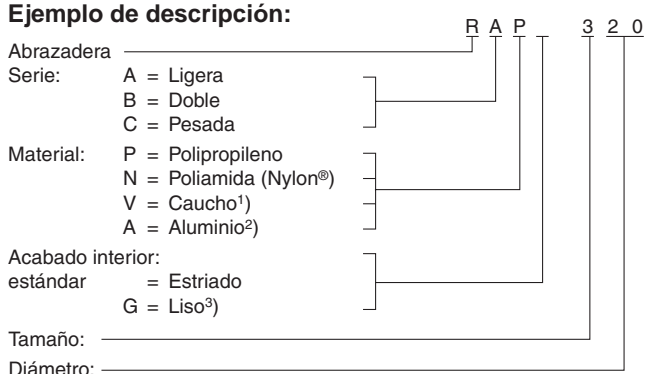 Ejemplo de descripción:
R A P _ 3 2 0
Abrazadera
Serie: A = Ligera
B = Doble
C = Pesada
Material: P = Polipropileno
N = Poliamida (Nylon®)
V = Caucho¹)
A = Aluminio²)
Acabado interior:
estándar = Estriado
G = Liso³)
Tamaño:
Diámetro: